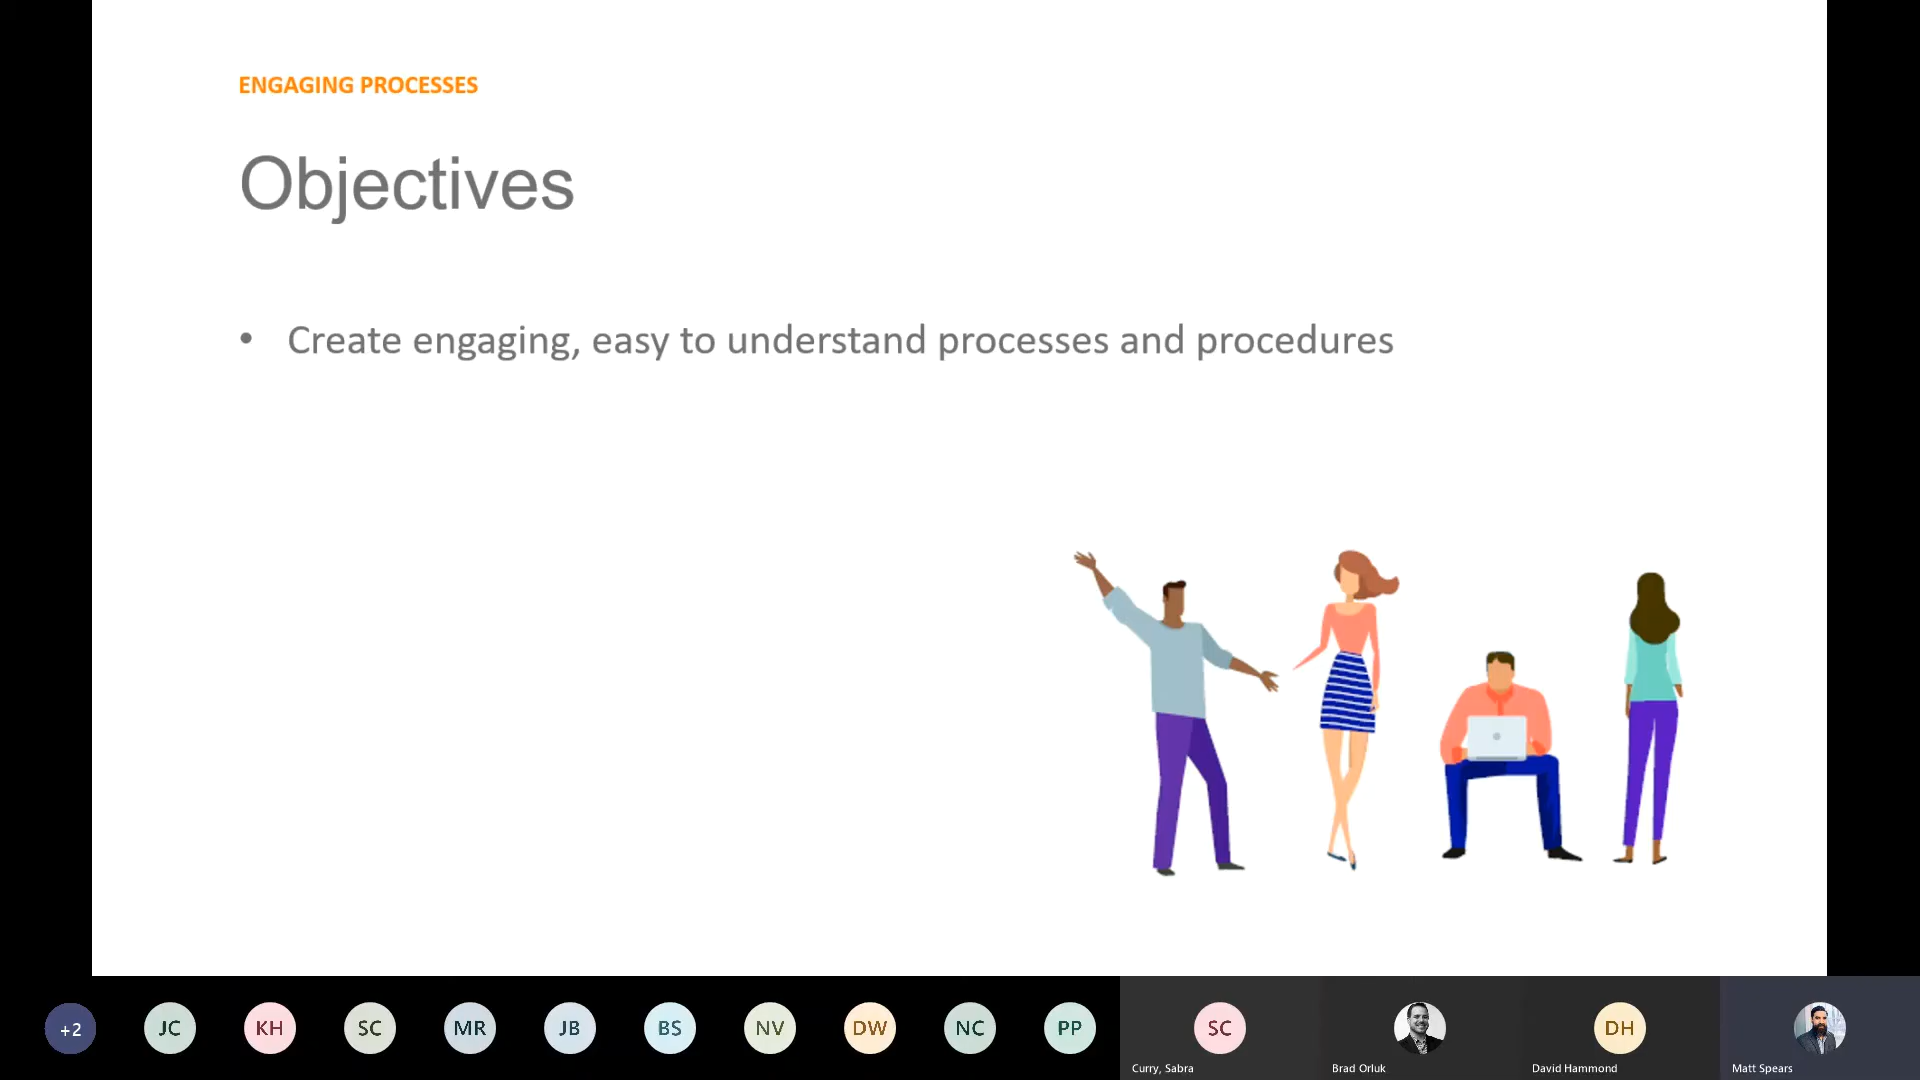 ENGAGING PROCESSES
Objectives
• Create engaging, easy to understand processes and procedures
+2 JC KH SC MR JB BS NV DW NC PP SC DH
Curry, Sabra Brad Orluk David Hammond Matt Spears